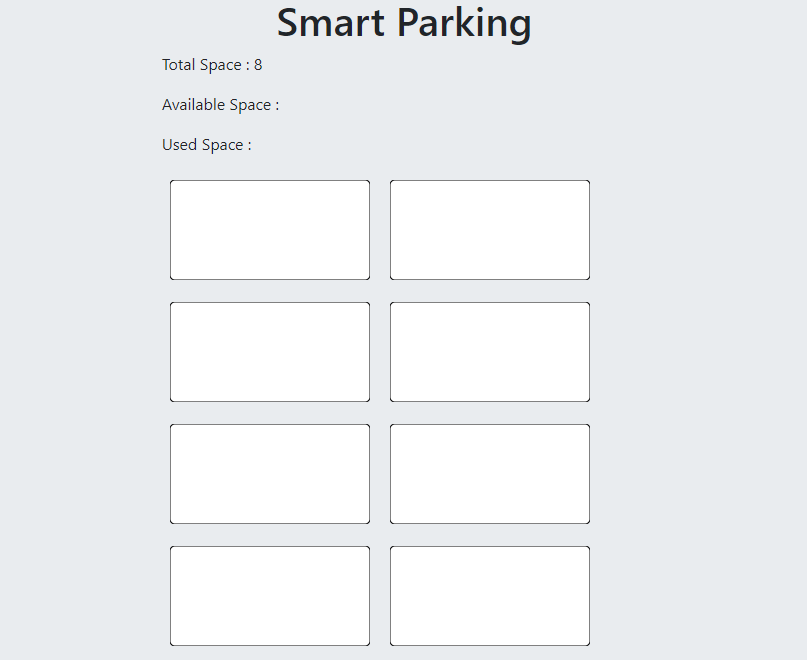 Smart Parking
Total Space : 8
Available Space :
Used Space :